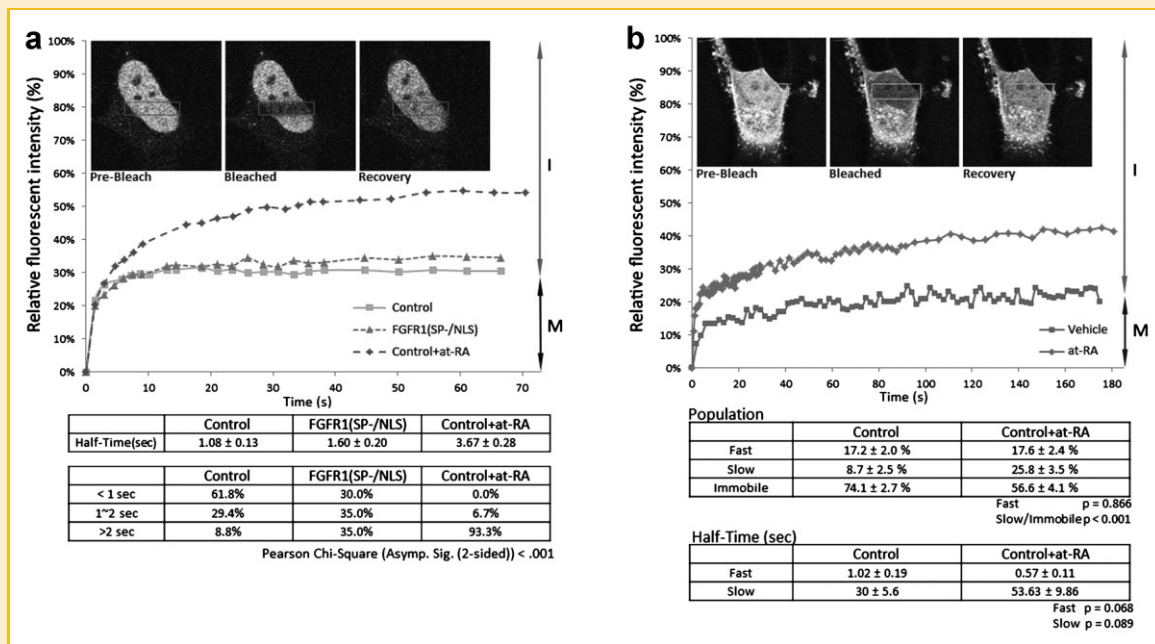 a
Relative fluorescent intensity (%)
100%
90%
80%
70%
60%
50%
40%
30%
20%
10%
0%
Pre-Bleach Bleached Recovery
I
M
Control
FGFR1(SP-/NLS)
Control+at-RA
0 10 20 30 40 50 60 70
Time (s)
Control FGFR1(SP-/NLS) Control+at-RA
Half-Time(sec) 1.08 ± 0.13 1.60 ± 0.20 3.67 ± 0.28
Control FGFR1(SP-/NLS) Control+at-RA
< 1 sec 61.8% 30.0% 0.0%
1~2 sec 29.4% 35.0% 6.7%
>2 sec 8.8% 35.0% 93.3%
Pearson Chi-Square (Asymp. Sig. (2-sided)) < .001
b
Relative fluorescent intensity (%)
100%
90%
80%
70%
60%
50%
40%
30%
20%
10%
0%
Pre-Bleach Bleached Recovery
I
M
Vehicle
at-RA
0 20 40 60 80 100 120 140 160 180
Time (s)
Population
Control Control+at-RA
Fast 17.2 ± 2.0 % 17.6 ± 2.4 %
Slow 8.7 ± 2.5 % 25.8 ± 3.5 %
Immobile 74.1 ± 2.7 % 56.6 ± 4.1 %
Fast p = 0.866
Slow/Immobile p < 0.001
Half-Time (sec)
Control Control+at-RA
Fast 1.02 ± 0.19 0.57 ± 0.11
Slow 30 ± 5.6 53.63 ± 9.86
Fast p = 0.068
Slow p = 0.089